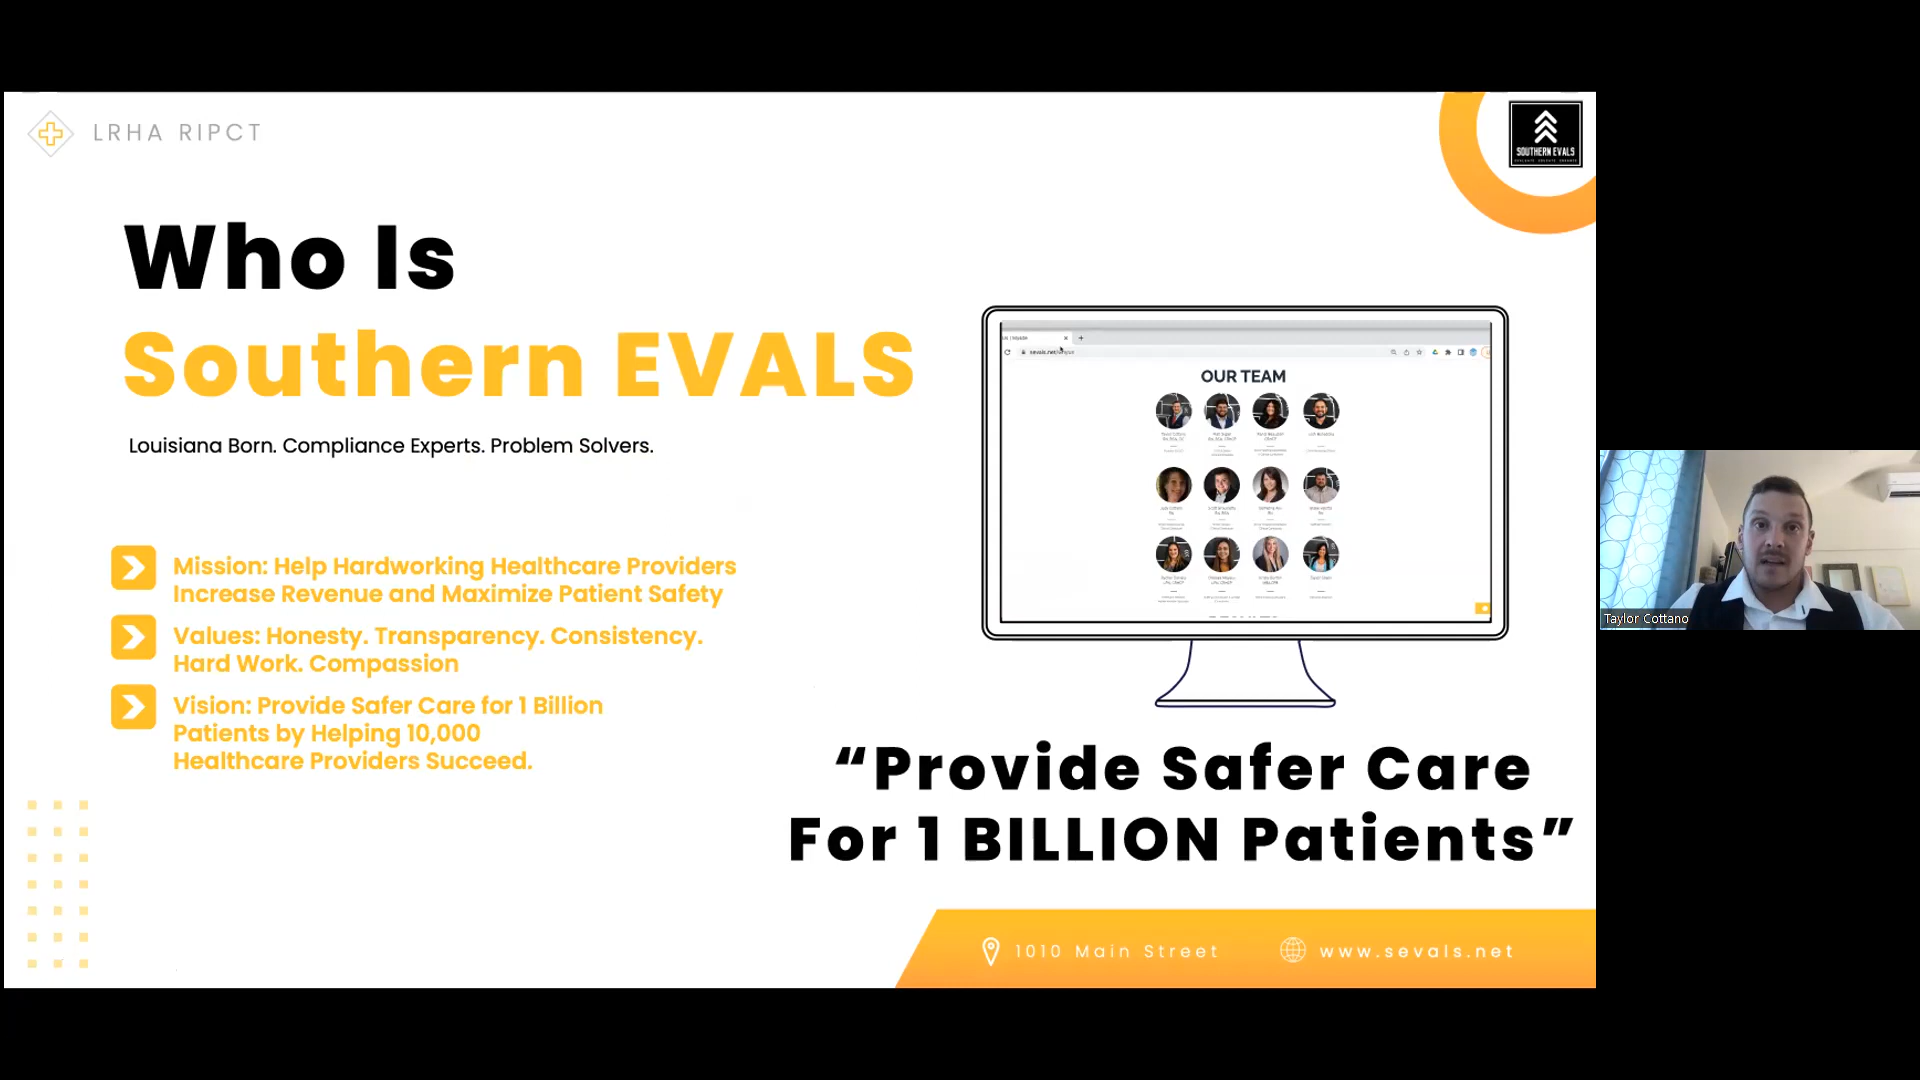 LRHA RIPCT
SOUTHERN EVALS
Who Is
Southern EVALS
Louisiana Born. Compliance Experts. Problem Solvers.
Mission: Help Hardworking Healthcare Providers
Increase Revenue and Maximize Patient Safety
Values: Honesty. Transparency. Consistency.
Hard Work. Compassion
Vision: Provide Safer Care for 1 Billion
Patients by Helping 10,000
Healthcare Providers Succeed.
OUR TEAM
“Provide Safer Care
For 1 BILLION Patients”
1010 Main Street
www.sevals.net
Taylor Cottano